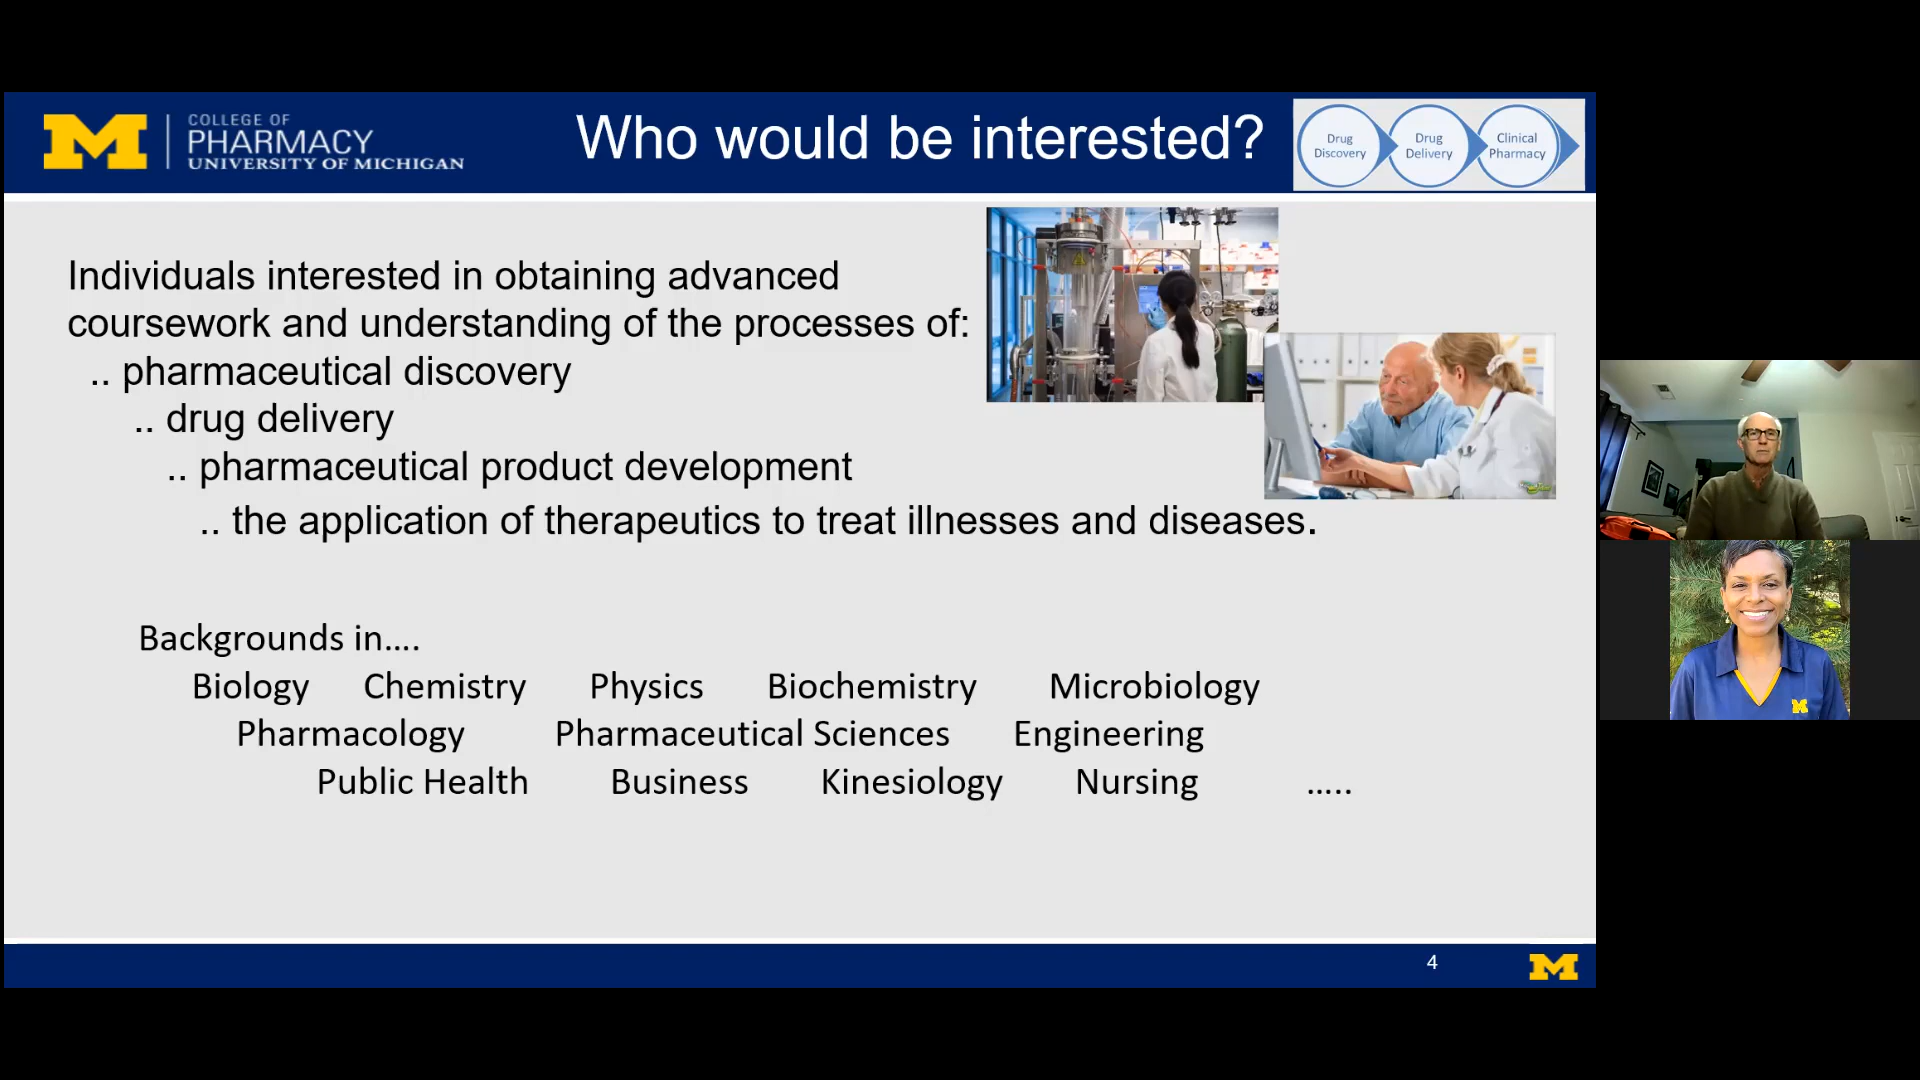 COLLEGE OF
PHARMACY
UNIVERSITY OF MICHIGAN
Who would be interested?
Drug
Discovery
Drug
Delivery
Clinical
Pharmacy
Individuals interested in obtaining advanced
coursework and understanding of the processes of:
.. pharmaceutical discovery
.. drug delivery
.. pharmaceutical product development
.. the application of therapeutics to treat illnesses and diseases.
Backgrounds in….
Biology Chemistry Physics Biochemistry Microbiology
Pharmacology Pharmaceutical Sciences Engineering
Public Health Business Kinesiology Nursing …..
4